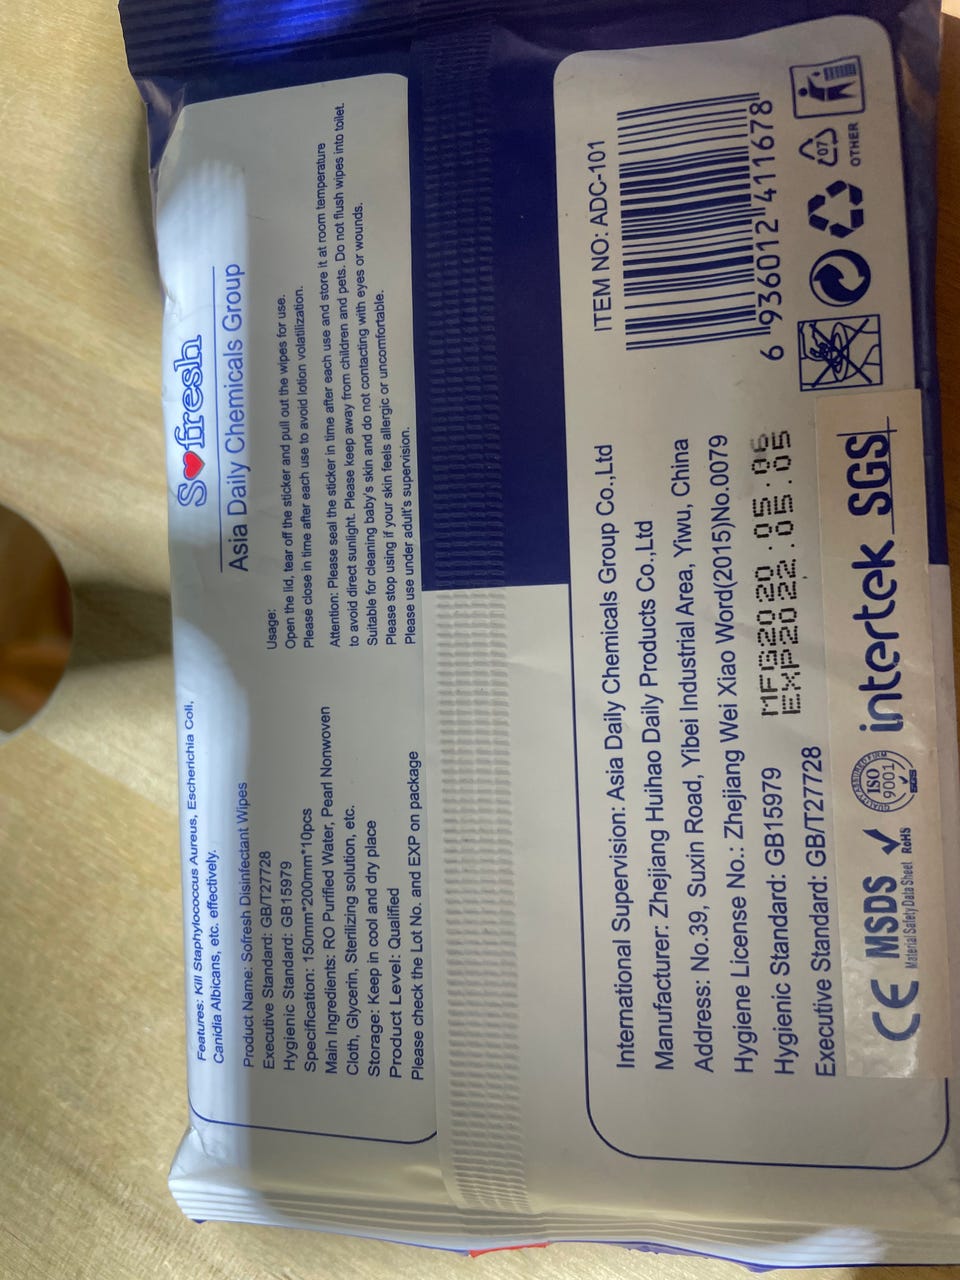 Features: Kill Staphylococcus Aureus, Escherichia Coli,
Canidia Albicans, etc. effectively.
Product Name: Sofresh Disinfectant Wipes
Executive Standard: GB/T27728
Hygienic Standard: GB15979
Specification: 150mm*200mm*10pcs
Main Ingredients: RO Purified Water, Pearl Nonwoven
Cloth, Glycerin, Sterilizing solution, etc.
Storage: Keep in cool and dry place
Product Level: Qualified
Please check the Lot No. and EXP on package
S❤fresh
Asia Daily Chemicals Group
Usage:
Open the lid, tear off the sticker and pull out the wipes for use.
Please close in time after each use to avoid lotion volatilization.
Attention: Please seal the sticker in time after each use and store it at room temperature
to avoid direct sunlight. Please keep away from children and pets. Do not flush wipes into toilet.
Suitable for cleaning baby's skin and do not contacting with eyes or wounds.
Please stop using if your skin feels allergic or uncomfortable.
Please use under adult's supervision.
International Supervision: Asia Daily Chemicals Group Co.,Ltd
Manufacturer: Zhejiang Huihao Daily Products Co.,Ltd
Address: No.39, Suxin Road, Yibei Industrial Area, Yiwu, China
Hygiene License No.: Zhejiang Wei Xiao Word(2015)No.0079
Hygienic Standard: GB15979
Executive Standard: GB/T27728
MFG2020.05.06
EXP2022.05.05
ITEM NO: ADC-101
6 936012 411678
07
OTHER
CE MSDS
Material Safety Data Sheet
RoHS
QUALITY ASSURED FIRM
ISO
9001
SGS
intertek
SGS